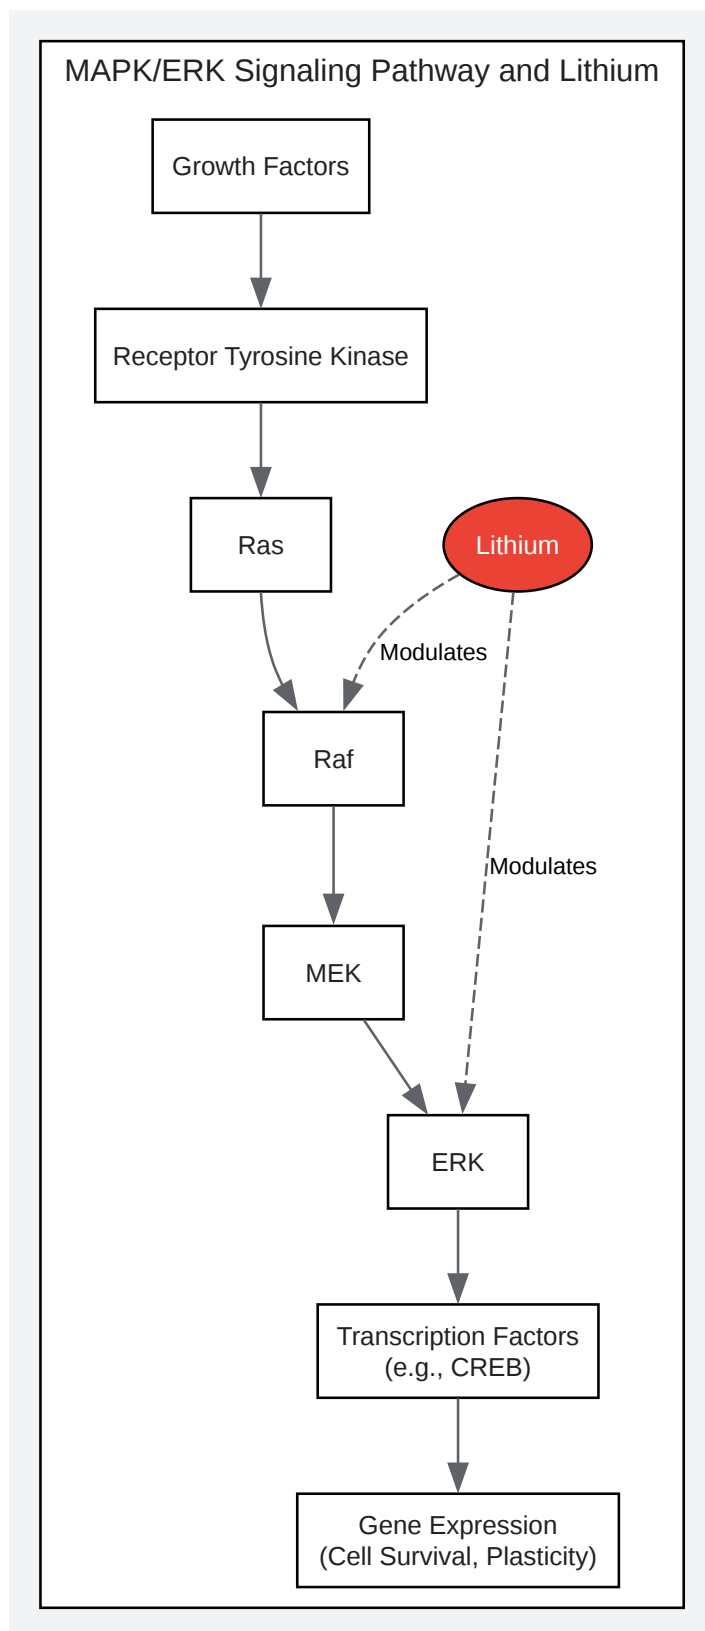 MAPK/ERK Signaling Pathway and Lithium
Growth Factors
Receptor Tyrosine Kinase
Ras
Lithium
Modulates
Raf
Modulates
MEK
ERK
Transcription Factors
(e.g., CREB)
Gene Expression
(Cell Survival, Plasticity)